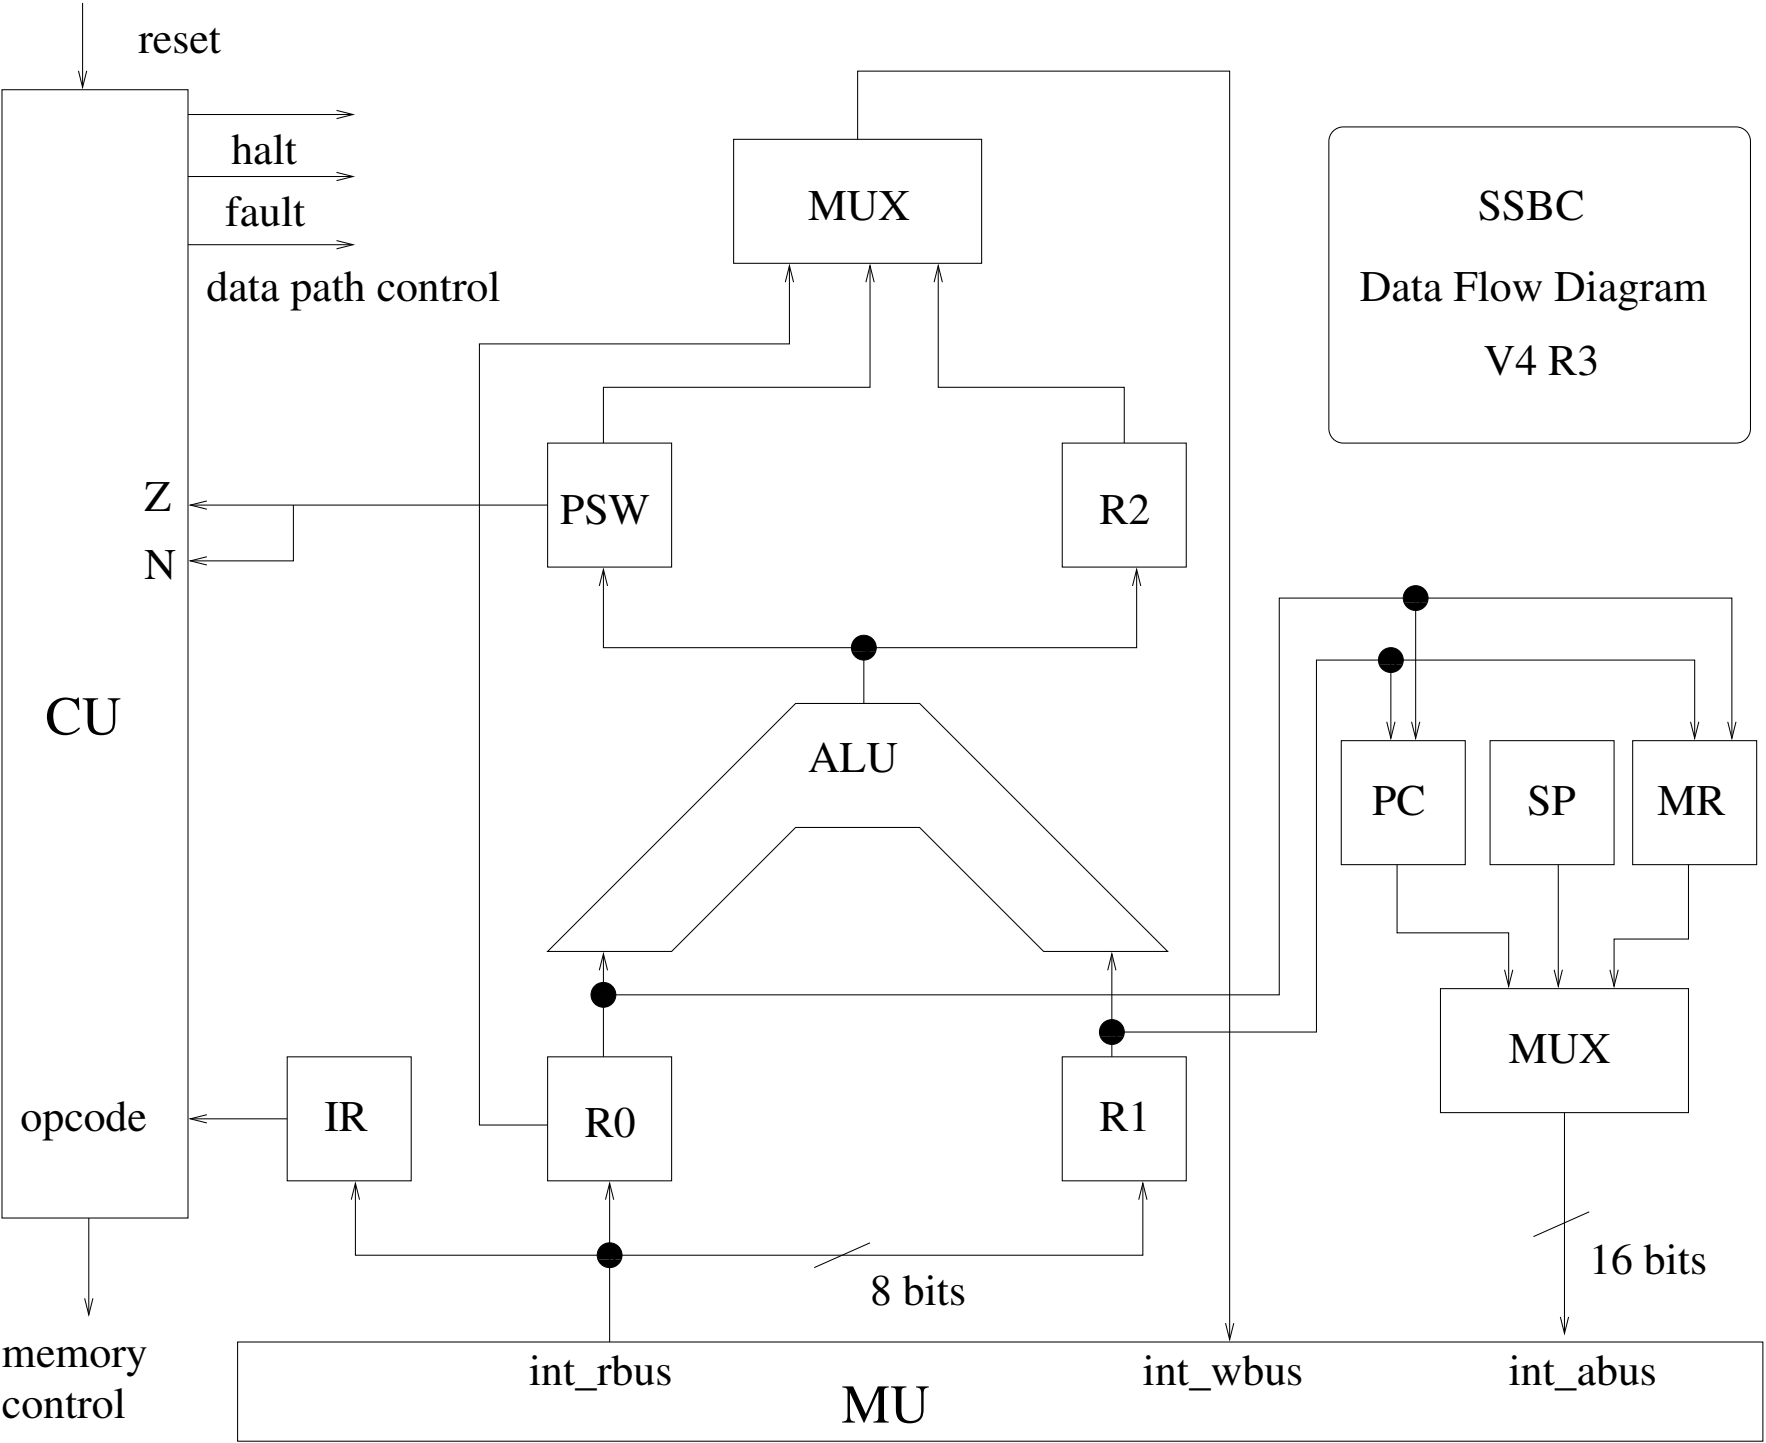 reset
halt
fault
data path control
MUX
SSBC
Data Flow Diagram
V4 R3
Z
N
PSW
R2
CU
ALU
PC
SP
MR
MUX
opcode
IR
R0
R1
8 bits
16 bits
memory
control
int_rbus
int_wbus
int_abus
MU